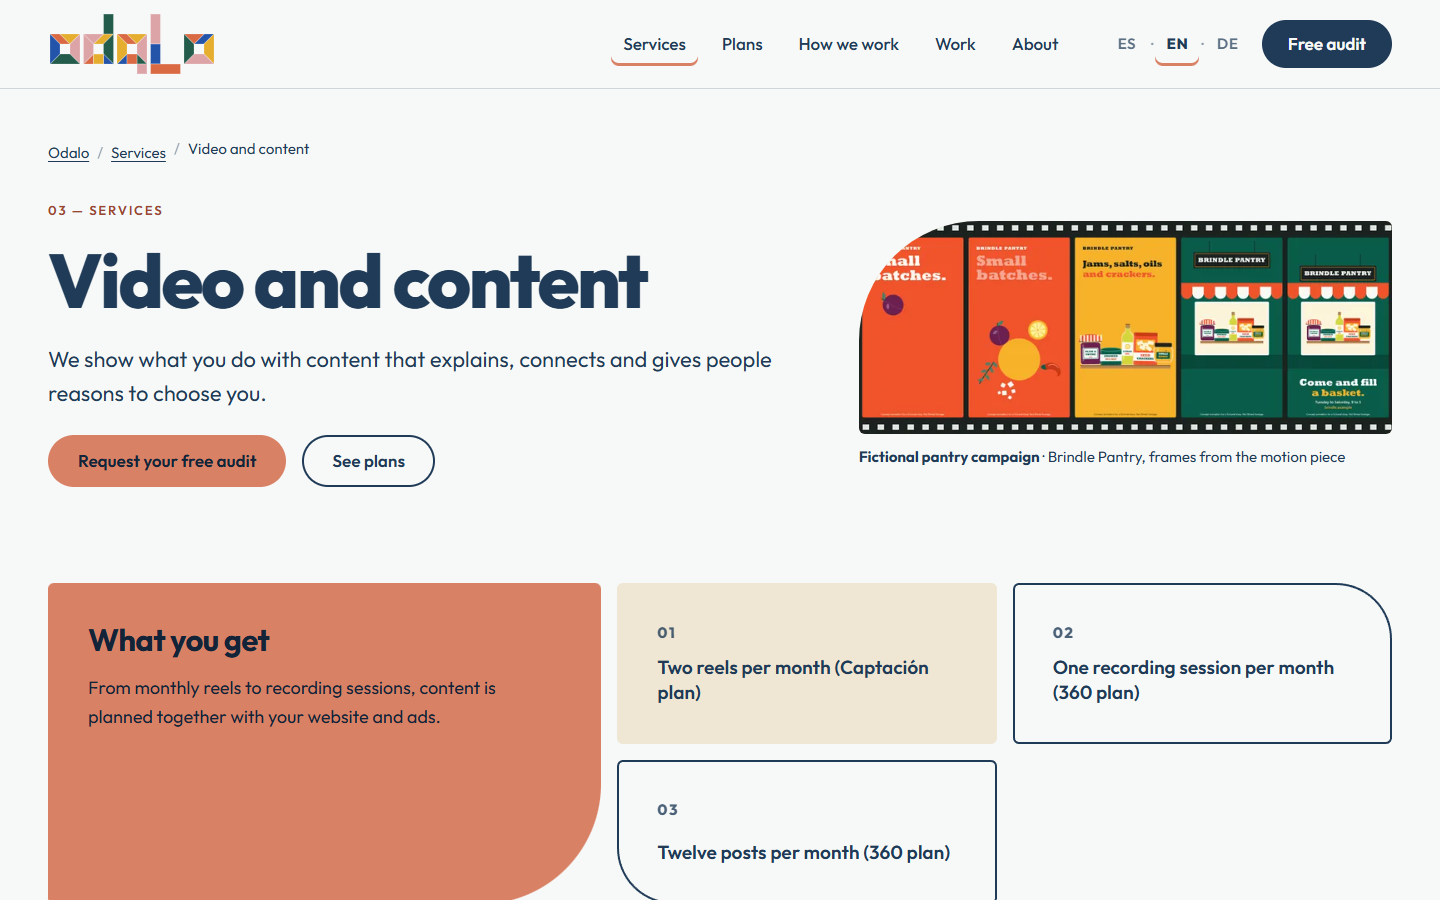 odalo
Services
Plans
How we work
Work
About
ES · EN · DE
Free audit
Odalo / Services / Video and content
03 — SERVICES
Video and content
We show what you do with content that explains, connects and gives people
reasons to choose you.
Request your free audit
See plans
batches.
BRINDLE PANTRY
Small
batches.
BRINDLE PANTRY
Jams, salts, oils
and crackers.
BRINDLE PANTRY
BRINDLE PANTRY
Come and fill
a basket.
Fictional pantry campaign · Brindle Pantry, frames from the motion piece
What you get
From monthly reels to recording sessions, content is
planned together with your website and ads.
01
Two reels per month (Captación
plan)
02
One recording session per month
(360 plan)
03
Twelve posts per month (360 plan)